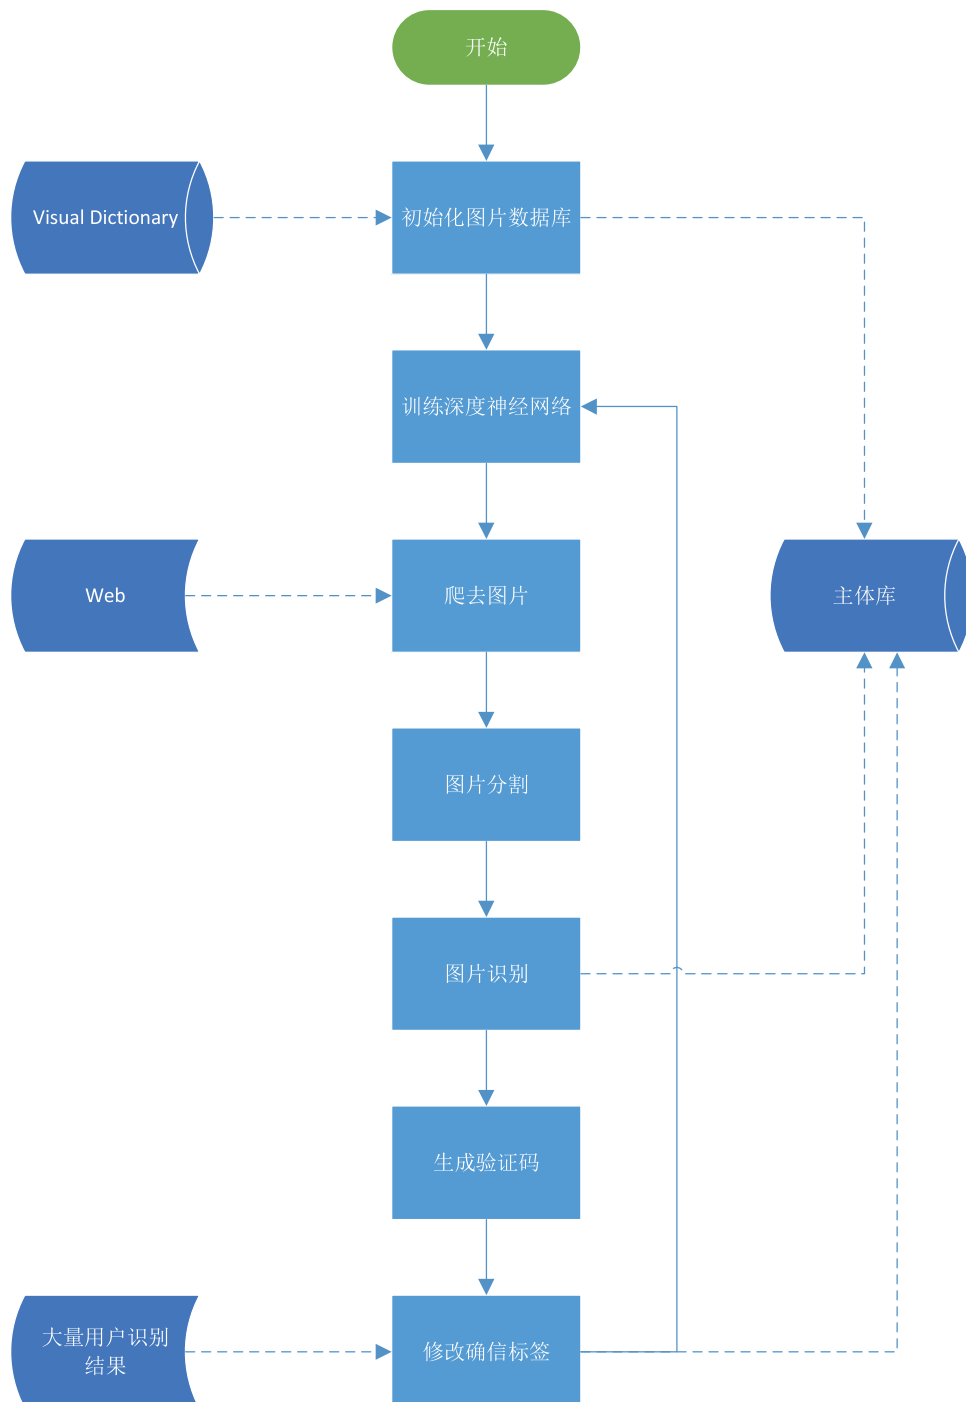 开始
Visual Dictionary
初始化图片数据库
训练深度神经网络
Web
爬去图片
主体库
图片分割
图片识别
生成验证码
大量用户识别
结果
修改确信标签